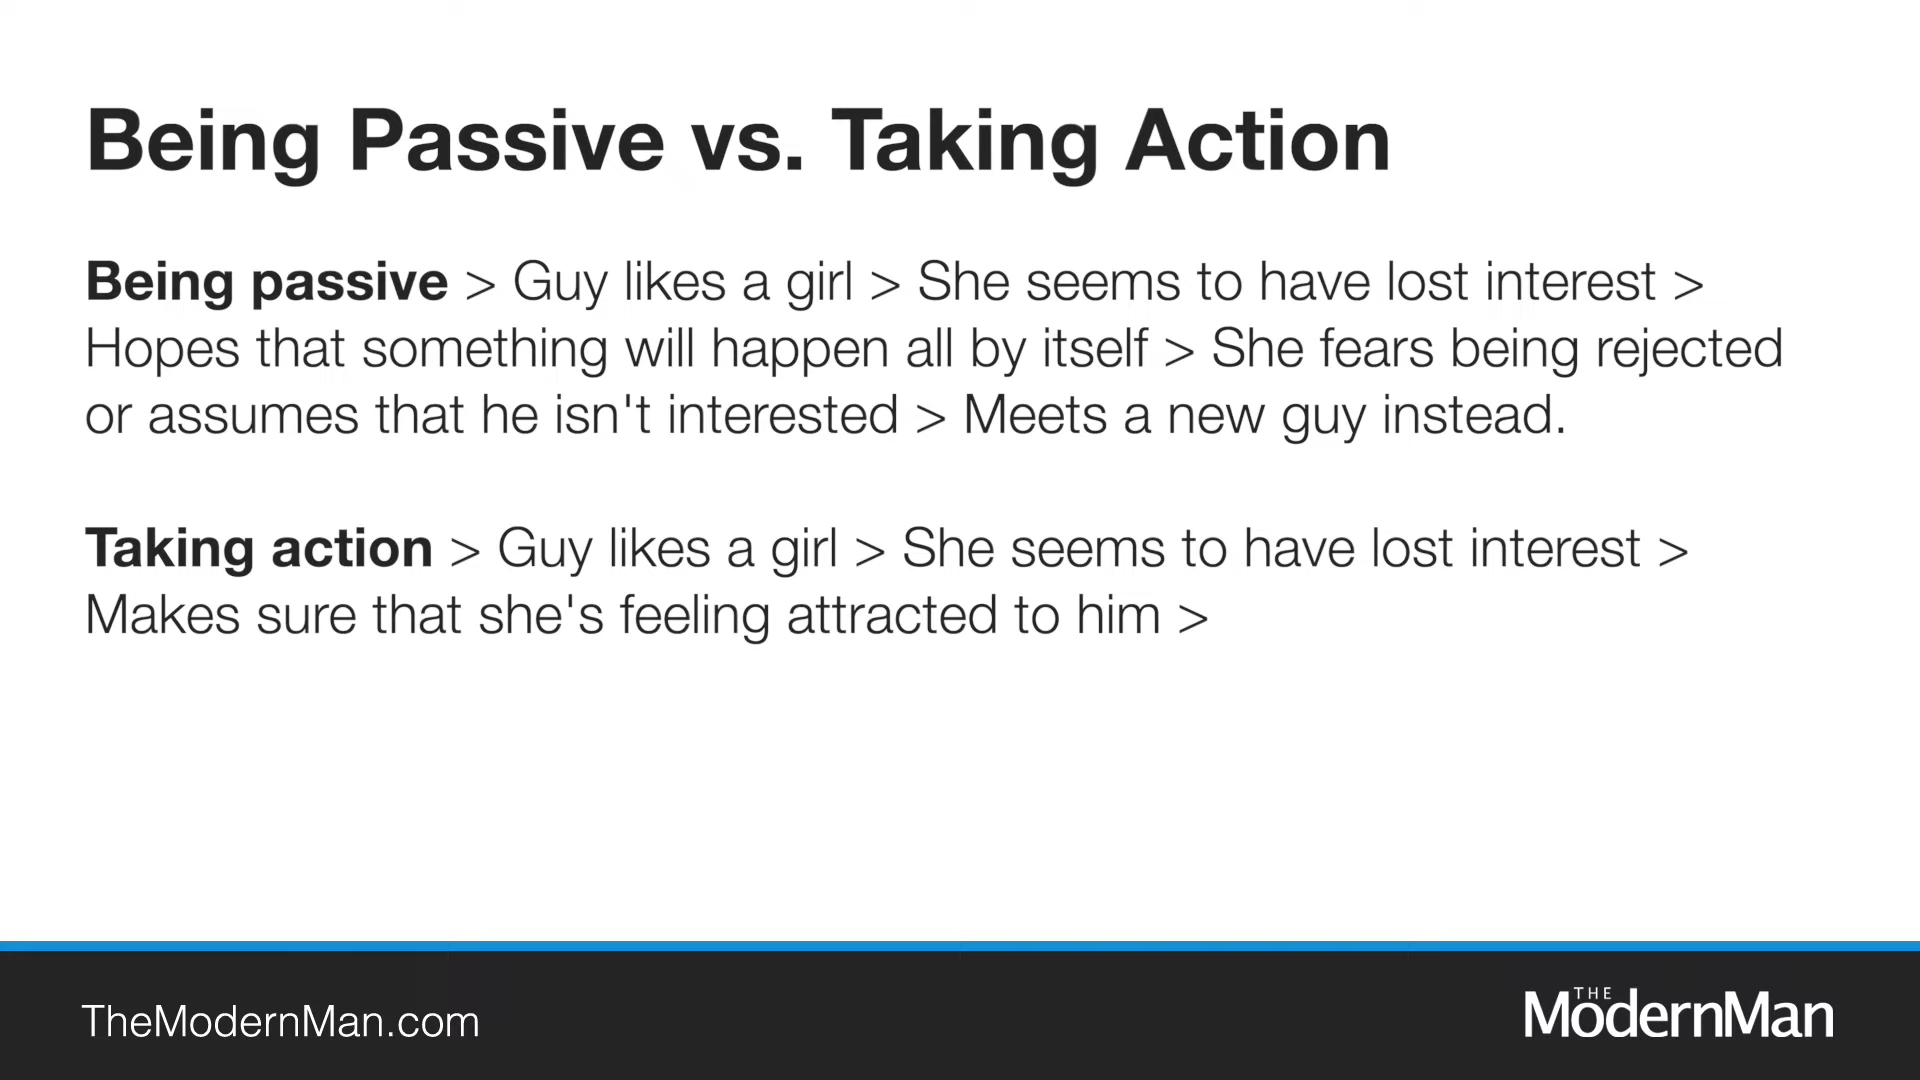 Being Passive vs. Taking Action
Being passive > Guy likes a girl > She seems to have lost interest >
Hopes that something will happen all by itself > She fears being rejected
or assumes that he isn't interested > Meets a new guy instead.
Taking action > Guy likes a girl > She seems to have lost interest >
Makes sure that she's feeling attracted to him >
TheModernMan.com
THE
ModernMan